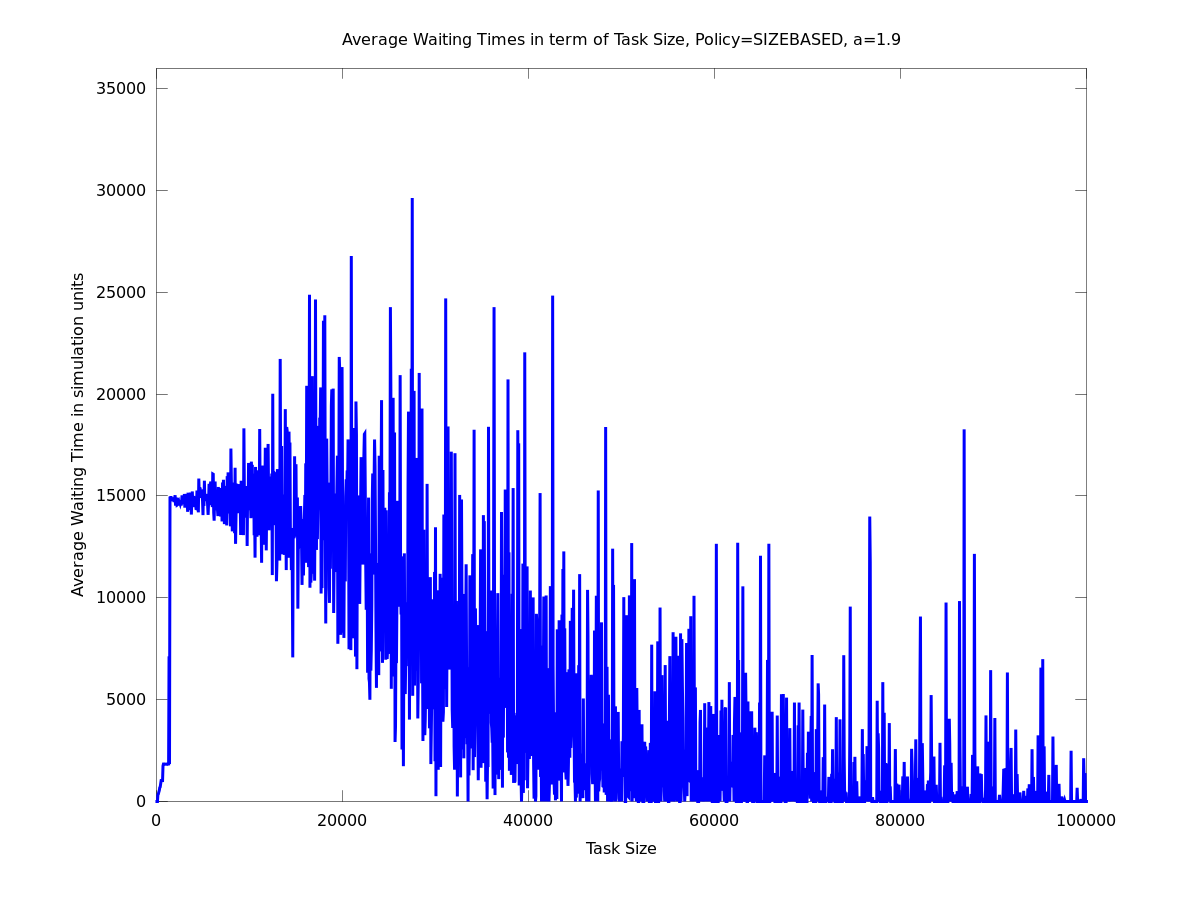 Average Waiting Times in term of Task Size, Policy=SIZEBASED, a=1.9
35000
30000
25000
20000
15000
10000
5000
0
Average Waiting Time in simulation units
0 20000 40000 60000 80000 100000
Task Size